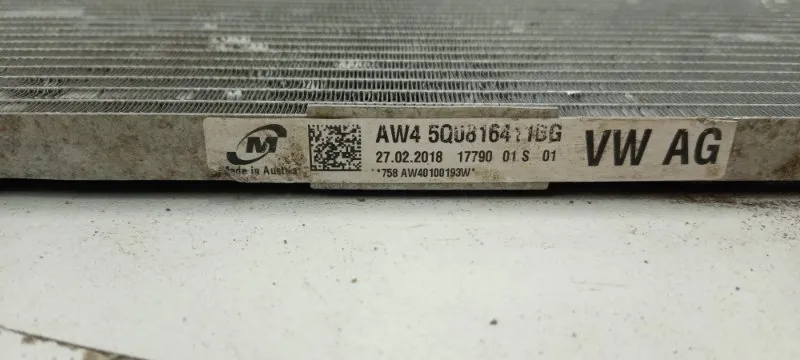 M
Made in Austria
AW4 5Q0816411BG
27.02.2018 17790 01 S 01
*758 AW40100193W*
VW AG